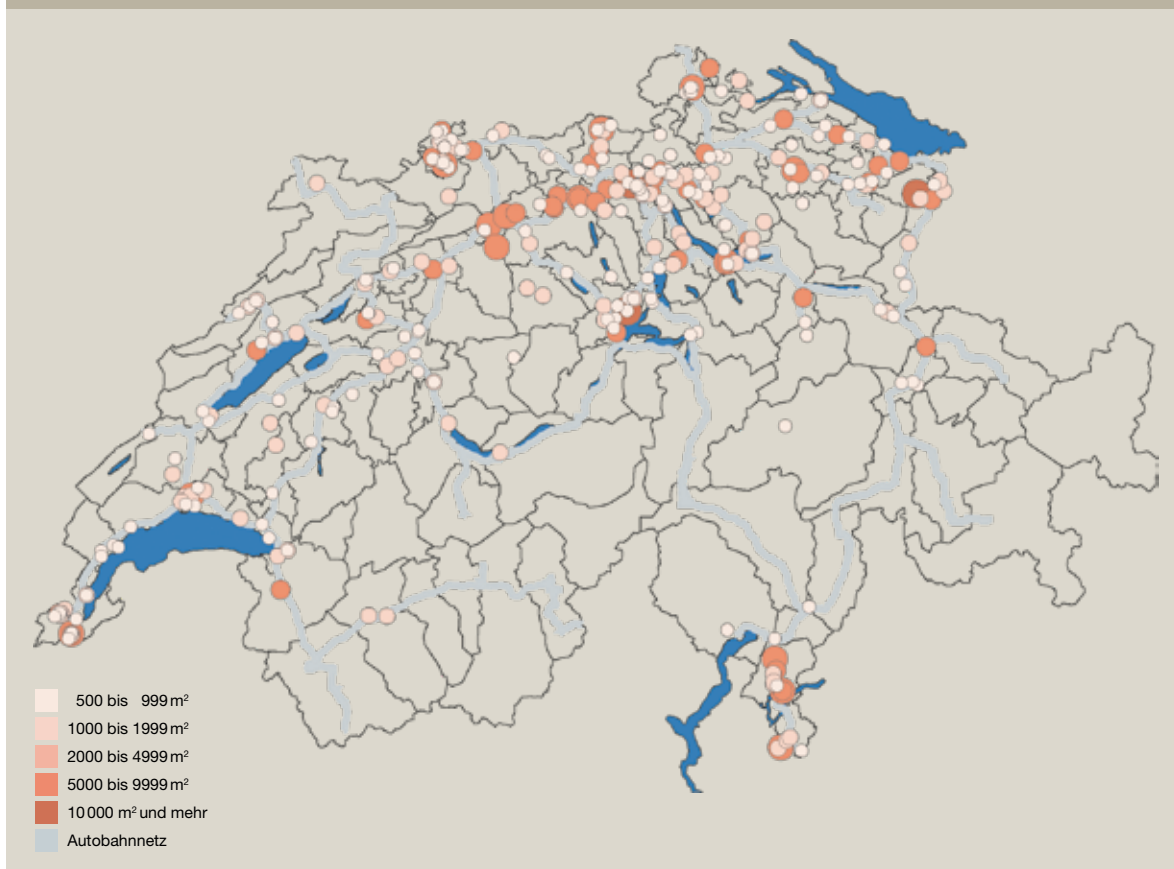 500 bis 999 m²
1000 bis 1999 m²
2000 bis 4999 m²
5000 bis 9999 m²
10 000 m² und mehr
Autobahnnetz